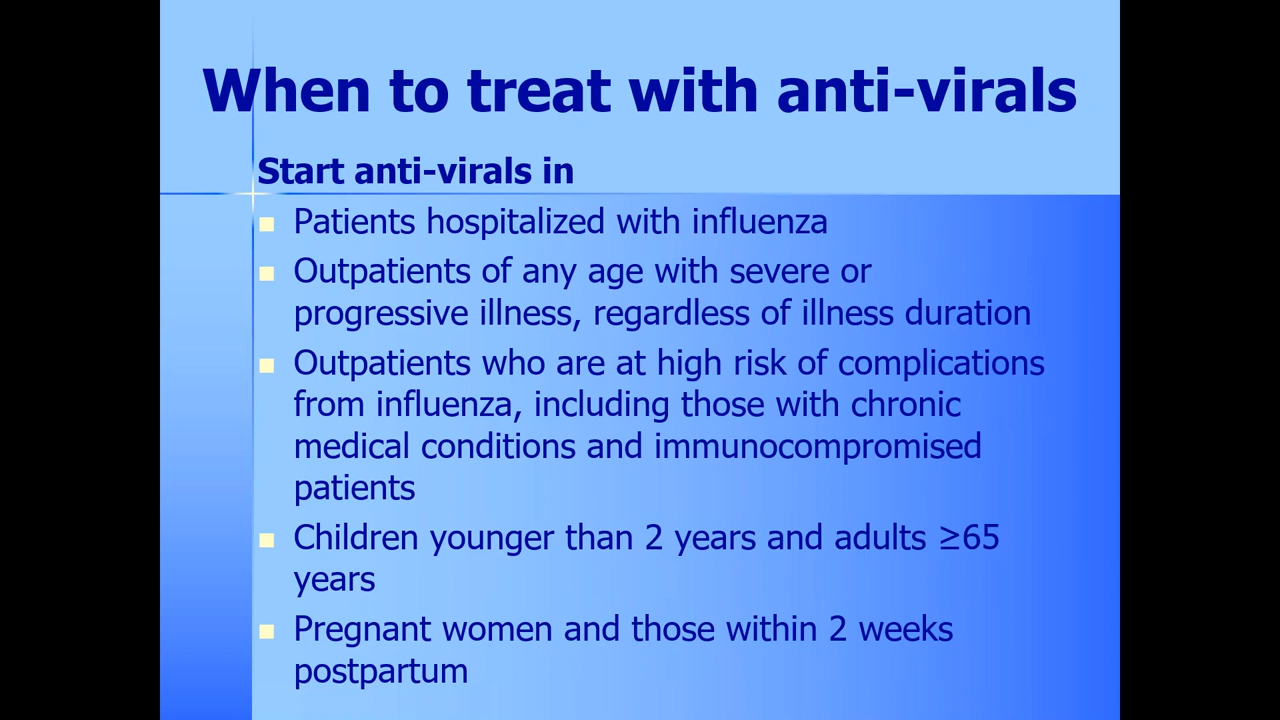 When to treat with anti-virals
Start anti-virals in
Patients hospitalized with influenza
Outpatients of any age with severe or
progressive illness, regardless of illness duration
Outpatients who are at high risk of complications
from influenza, including those with chronic
medical conditions and immunocompromised
patients
Children younger than 2 years and adults ≥65
years
Pregnant women and those within 2 weeks
postpartum